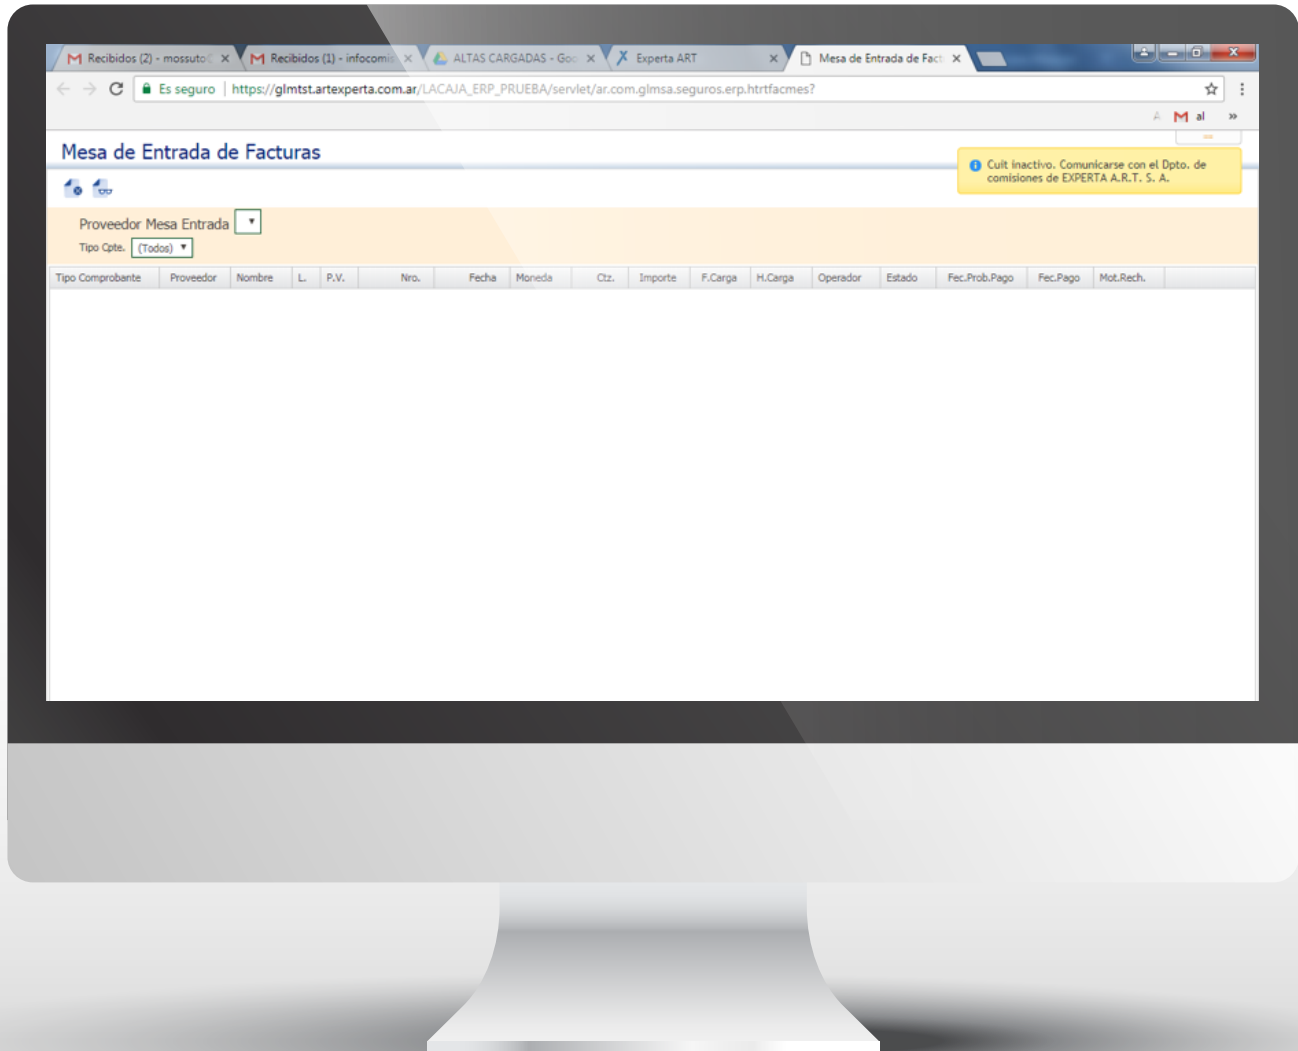 Recibidos (2) - mossuto
Recibidos (1) - infocomi
ALTAS CARGADAS - Goo
Experta ART
Mesa de Entrada de Fact
Es seguro | https://glmtst.artexperta.com.ar/LACAJA_ERP_PRUEBA/servlet/ar.com.glmsa.seguros.erp.htrtfacmes?
A M al »
Mesa de Entrada de Facturas
Cuit inactivo. Comunicarse con el Dpto. de
comisiones de EXPERTA A.R.T. S. A.
Proveedor Mesa Entrada
Tipo Cpte. (Todos)
Tipo Comprobante Proveedor Nombre L. P.V. Nro. Fecha Moneda Ctz. Importe F.Carga H.Carga Operador Estado Fec.Prob.Pago Fec.Pago Mot.Rech.